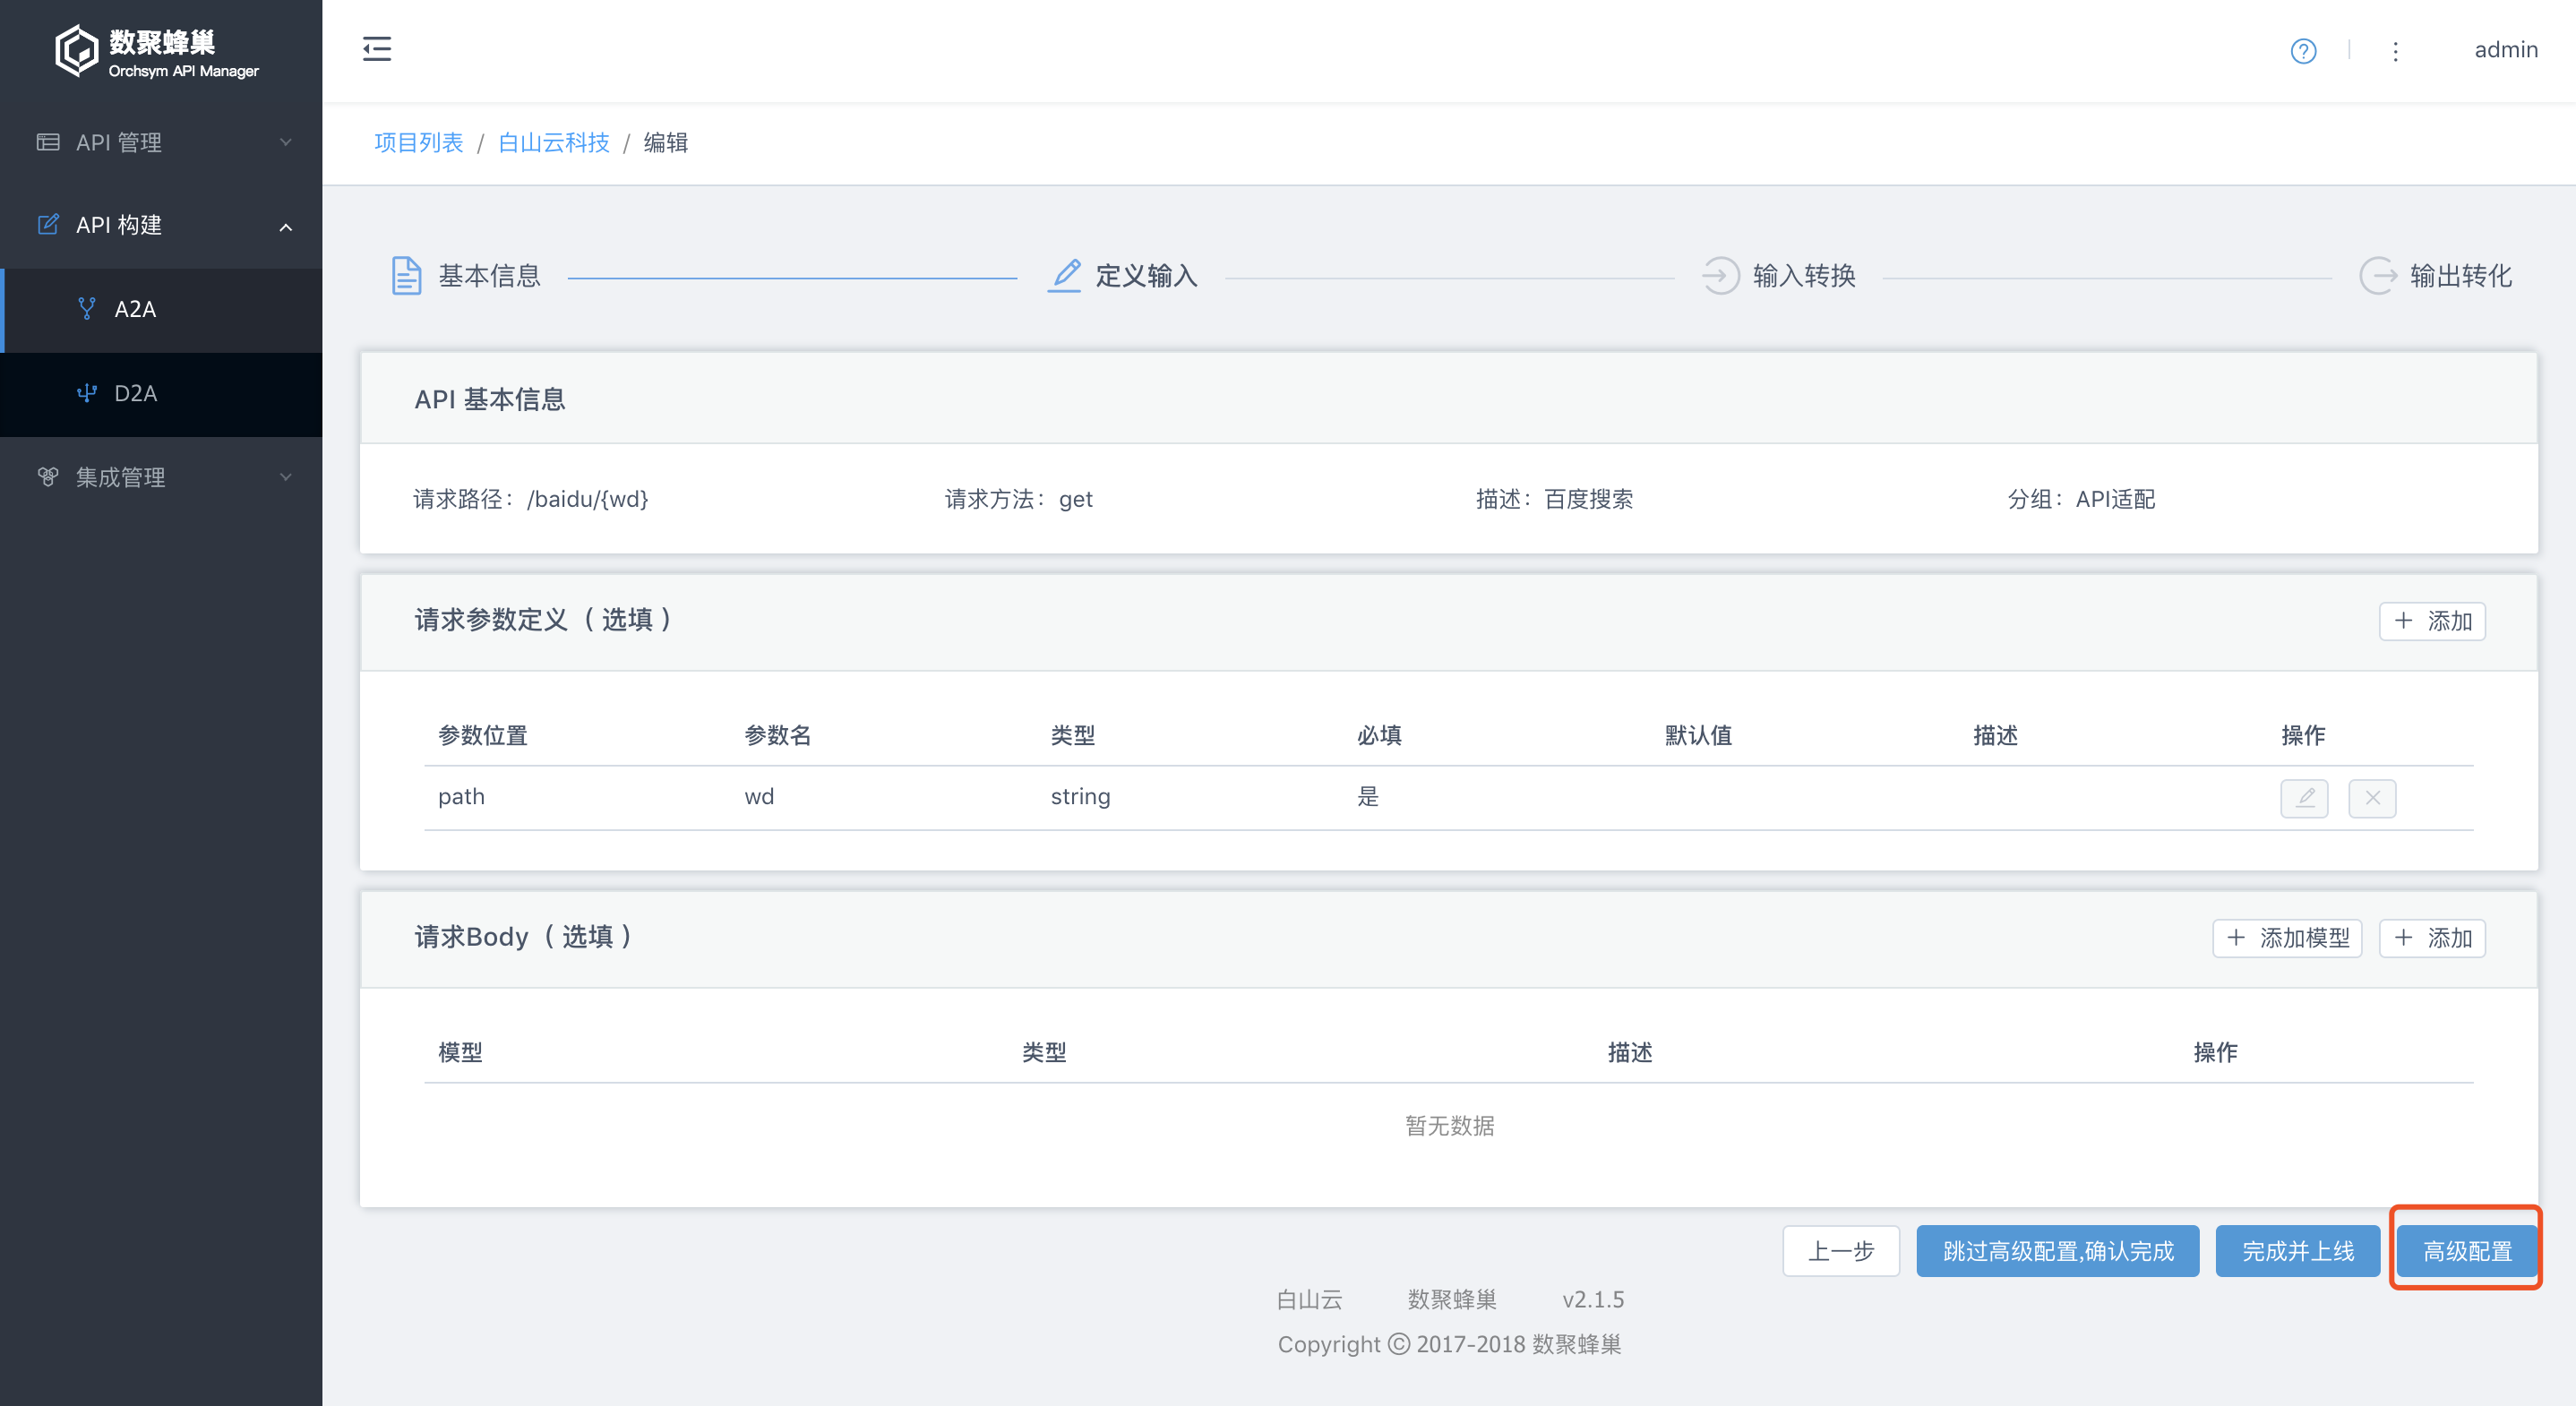 数聚蜂巢
Orchsym API Manager
admin
API 管理
项目列表 / 白山云科技 / 编辑
API 构建
A2A
D2A
集成管理
基本信息
定义输入
输入转换
输出转化
API 基本信息
请求路径：/baidu/{wd}
请求方法：get
描述：百度搜索
分组：API适配
请求参数定义（选填）
+ 添加
参数位置 参数名 类型 必填 默认值 描述 操作
path wd string 是
请求Body（选填）
+ 添加模型
+ 添加
模型 类型 描述 操作
暂无数据
上一步
跳过高级配置,确认完成
完成并上线
高级配置
白山云 数聚蜂巢 v2.1.5
Copyright © 2017-2018 数聚蜂巢